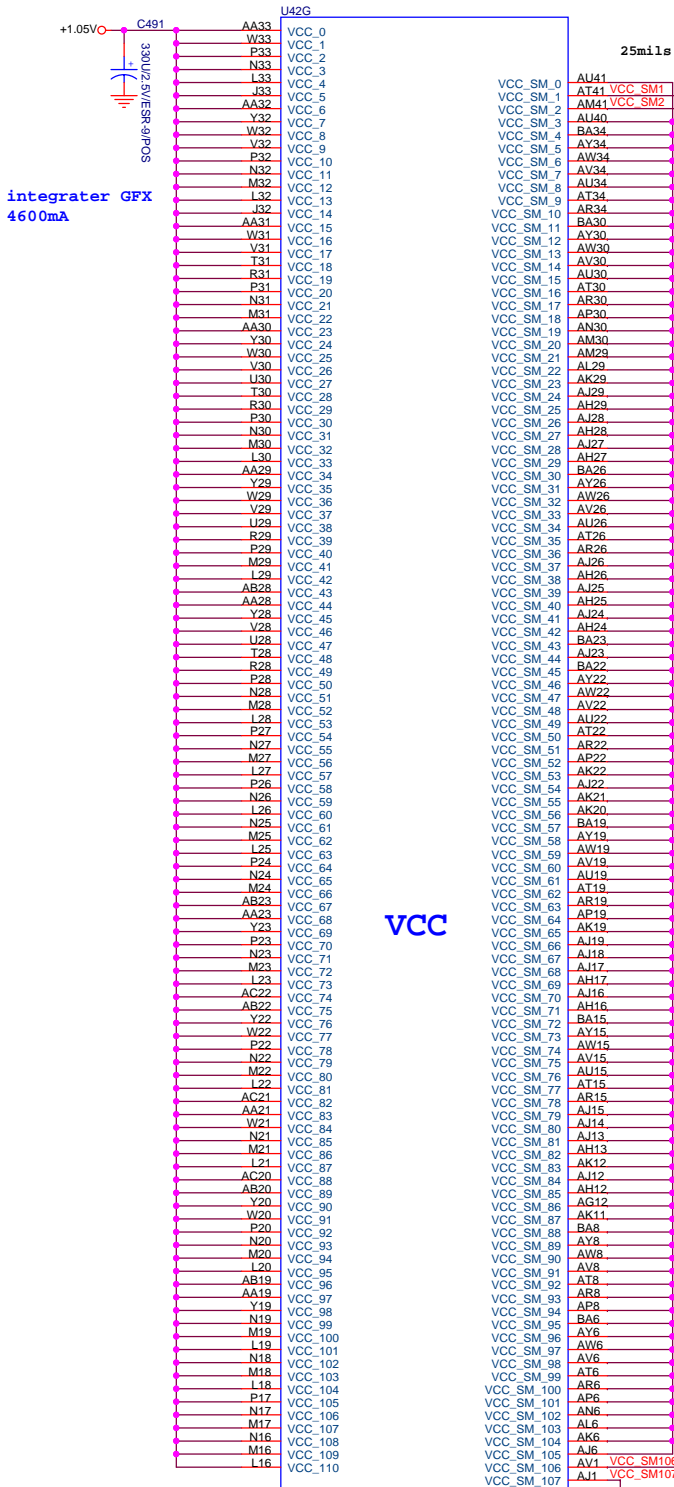 U42G
+1.05V
C491
330U/2.5V/ESR-9/POS
+
integrater GFX
4600mA
25mils
VCC
AA33 VCC_0
W33 VCC_1
P33 VCC_2
N33 VCC_3
L33 VCC_4
J33 VCC_5
AA32 VCC_6
Y32 VCC_7
W32 VCC_8
V32 VCC_9
P32 VCC_10
N32 VCC_11
M32 VCC_12
L32 VCC_13
J32 VCC_14
AA31 VCC_15
W31 VCC_16
V31 VCC_17
T31 VCC_18
R31 VCC_19
P31 VCC_20
N31 VCC_21
M31 VCC_22
AA30 VCC_23
Y30 VCC_24
W30 VCC_25
V30 VCC_26
U30 VCC_27
T30 VCC_28
R30 VCC_29
P30 VCC_30
N30 VCC_31
M30 VCC_32
L30 VCC_33
AA29 VCC_34
Y29 VCC_35
W29 VCC_36
V29 VCC_37
U29 VCC_38
R29 VCC_39
P29 VCC_40
M29 VCC_41
L29 VCC_42
AB28 VCC_43
AA28 VCC_44
Y28 VCC_45
V28 VCC_46
U28 VCC_47
T28 VCC_48
R28 VCC_49
P28 VCC_50
N28 VCC_51
M28 VCC_52
L28 VCC_53
P27 VCC_54
N27 VCC_55
M27 VCC_56
L27 VCC_57
P26 VCC_58
N26 VCC_59
L26 VCC_60
N25 VCC_61
M25 VCC_62
L25 VCC_63
P24 VCC_64
N24 VCC_65
M24 VCC_66
AB23 VCC_67
AA23 VCC_68
Y23 VCC_69
P23 VCC_70
N23 VCC_71
M23 VCC_72
L23 VCC_73
AC22 VCC_74
AB22 VCC_75
Y22 VCC_76
W22 VCC_77
P22 VCC_78
N22 VCC_79
M22 VCC_80
L22 VCC_81
AC21 VCC_82
AA21 VCC_83
W21 VCC_84
N21 VCC_85
M21 VCC_86
L21 VCC_87
AC20 VCC_88
AB20 VCC_89
Y20 VCC_90
W20 VCC_91
P20 VCC_92
N20 VCC_93
M20 VCC_94
L20 VCC_95
AB19 VCC_96
AA19 VCC_97
Y19 VCC_98
N19 VCC_99
M19 VCC_100
L19 VCC_101
N18 VCC_102
M18 VCC_103
L18 VCC_104
P17 VCC_105
N17 VCC_106
M17 VCC_107
N16 VCC_108
M16 VCC_109
L16 VCC_110
VCC_SM_0 AU41
VCC_SM_1 AT41 VCC_SM1
VCC_SM_2 AM41 VCC_SM2
VCC_SM_3 AU40
VCC_SM_4 BA34
VCC_SM_5 AY34
VCC_SM_6 AW34
VCC_SM_7 AV34
VCC_SM_8 AU34
VCC_SM_9 AT34
VCC_SM_10 AR34
VCC_SM_11 BA30
VCC_SM_12 AY30
VCC_SM_13 AW30
VCC_SM_14 AV30
VCC_SM_15 AU30
VCC_SM_16 AT30
VCC_SM_17 AR30
VCC_SM_18 AP30
VCC_SM_19 AN30
VCC_SM_20 AM30
VCC_SM_21 AM29
VCC_SM_22 AL29
VCC_SM_23 AK29
VCC_SM_24 AJ29
VCC_SM_25 AH29
VCC_SM_26 AJ28
VCC_SM_27 AH28
VCC_SM_28 AJ27
VCC_SM_29 AH27
VCC_SM_30 BA26
VCC_SM_31 AY26
VCC_SM_32 AW26
VCC_SM_33 AV26
VCC_SM_34 AU26
VCC_SM_35 AT26
VCC_SM_36 AR26
VCC_SM_37 AJ26
VCC_SM_38 AH26
VCC_SM_39 AJ25
VCC_SM_40 AH25
VCC_SM_41 AJ24
VCC_SM_42 AH24
VCC_SM_43 BA23
VCC_SM_44 AJ23
VCC_SM_45 BA22
VCC_SM_46 AY22
VCC_SM_47 AW22
VCC_SM_48 AV22
VCC_SM_49 AU22
VCC_SM_50 AT22
VCC_SM_51 AR22
VCC_SM_52 AP22
VCC_SM_53 AK22
VCC_SM_54 AJ22
VCC_SM_55 AK21
VCC_SM_56 AK20
VCC_SM_57 BA19
VCC_SM_58 AY19
VCC_SM_59 AW19
VCC_SM_60 AV19
VCC_SM_61 AU19
VCC_SM_62 AT19
VCC_SM_63 AR19
VCC_SM_64 AP19
VCC_SM_65 AK19
VCC_SM_66 AJ19
VCC_SM_67 AJ18
VCC_SM_68 AJ17
VCC_SM_69 AH17
VCC_SM_70 AJ16
VCC_SM_71 AH16
VCC_SM_72 BA15
VCC_SM_73 AY15
VCC_SM_74 AW15
VCC_SM_75 AV15
VCC_SM_76 AU15
VCC_SM_77 AT15
VCC_SM_78 AR15
VCC_SM_79 AJ15
VCC_SM_80 AJ14
VCC_SM_81 AJ13
VCC_SM_82 AH13
VCC_SM_83 AK12
VCC_SM_84 AJ12
VCC_SM_85 AH12
VCC_SM_86 AG12
VCC_SM_87 AK11
VCC_SM_88 BA8
VCC_SM_89 AY8
VCC_SM_90 AW8
VCC_SM_91 AV8
VCC_SM_92 AT8
VCC_SM_93 AR8
VCC_SM_94 AP8
VCC_SM_95 BA6
VCC_SM_96 AY6
VCC_SM_97 AW6
VCC_SM_98 AV6
VCC_SM_99 AT6
VCC_SM_100 AR6
VCC_SM_101 AP6
VCC_SM_102 AN6
VCC_SM_103 AL6
VCC_SM_104 AK6
VCC_SM_105 AJ6
VCC_SM_106 AV1 VCC_SM106
VCC_SM_107 AJ1 VCC_SM107